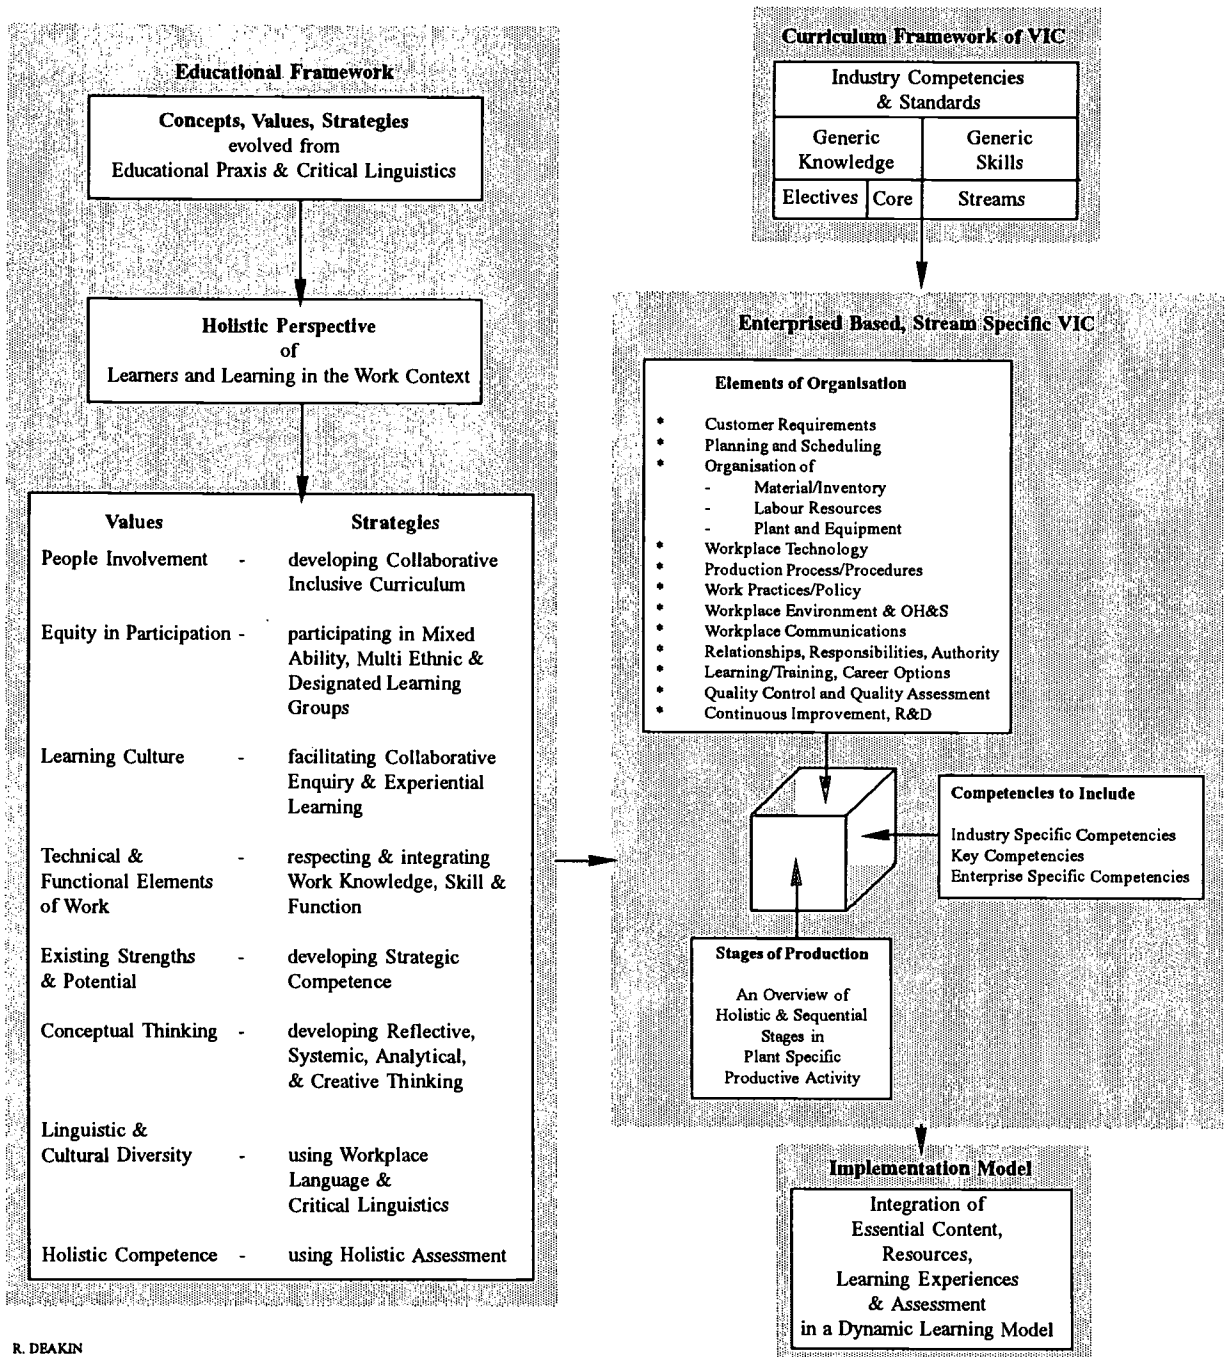 Educational Framework
Concepts, Values, Strategies
evolved from
Educational Praxis & Critical Linguistics
Holistic Perspective
of
Learners and Learning in the Work Context
Values Strategies
People Involvement - developing Collaborative
Inclusive Curriculum
Equity in Participation - participating in Mixed
Ability, Multi Ethnic &
Designated Learning
Groups
Learning Culture - facilitating Collaborative
Enquiry & Experiential
Learning
Technical & - respecting & integrating
Functional Elements Work Knowledge, Skill &
of Work Function
Existing Strengths - developing Strategic
& Potential Competence
Conceptual Thinking - developing Reflective,
Systemic, Analytical,
& Creative Thinking
Linguistic &
Cultural Diversity - using Workplace
Language &
Critical Linguistics
Holistic Competence - using Holistic Assessment
Curriculum Framework of VIC
Industry Competencies
& Standards
Generic Generic
Knowledge Skills
Electives Core Streams
Enterprised Based, Stream Specific VIC
Elements of Organisation
* Customer Requirements
* Planning and Scheduling
* Organisation of
- Material/Inventory
- Labour Resources
- Plant and Equipment
* Workplace Technology
* Production Process/Procedures
* Work Practices/Policy
* Workplace Environment & OH&S
* Workplace Communications
* Relationships, Responsibilities, Authority
* Learning/Training, Career Options
* Quality Control and Quality Assessment
* Continuous Improvement, R&D
Competencies to Include
Industry Specific Competencies
Key Competencies
Enterprise Specific Competencies
Stages of Production
An Overview of
Holistic & Sequential
Stages in
Plant Specific
Productive Activity
Implementation Model
Integration of
Essential Content,
Resources,
Learning Experiences
& Assessment
in a Dynamic Learning Model
R. DEAKIN